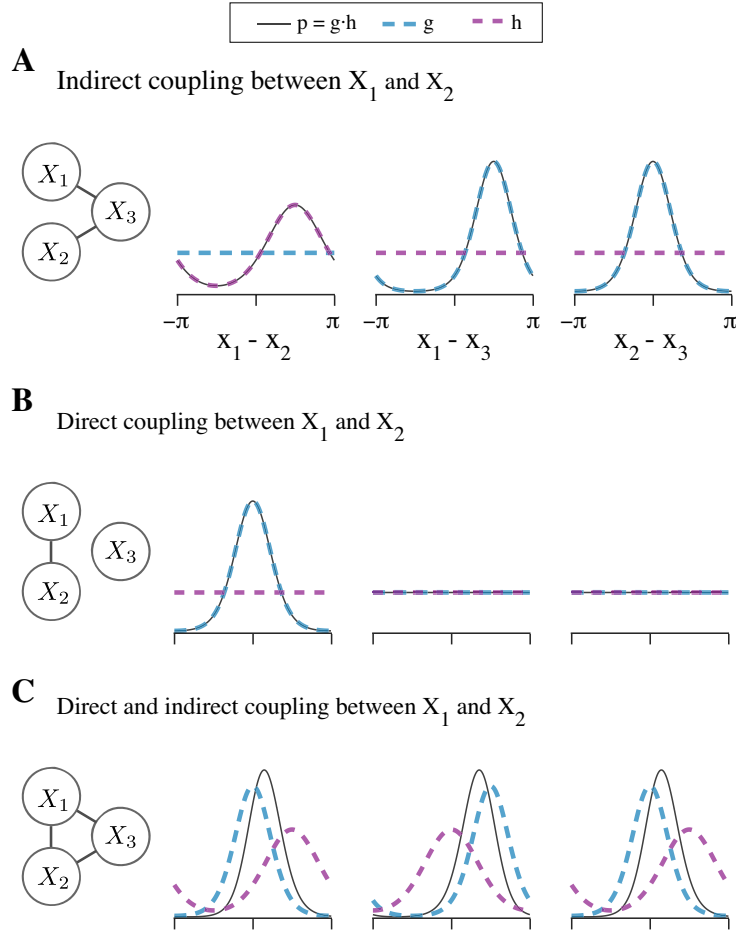 p = g·h g h
A
Indirect coupling between X1 and X2
X1
X3
X2
−π π −π π −π π
x1 - x2 x1 - x3 x2 - x3
B
Direct coupling between X1 and X2
X1
X3
X2
C
Direct and indirect coupling between X1 and X2
X1
X3
X2